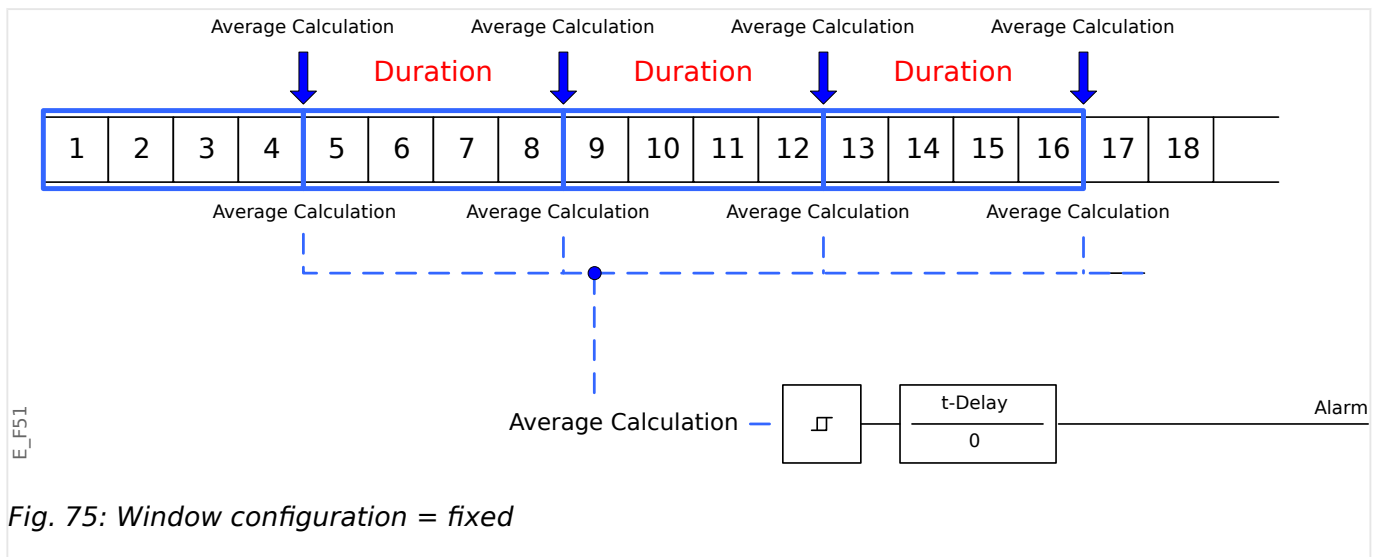 Average Calculation Average Calculation Average Calculation Average Calculation
Duration Duration Duration
1 2 3 4 5 6 7 8 9 10 11 12 13 14 15 16 17 18
Average Calculation Average Calculation Average Calculation Average Calculation
t-Delay
Alarm
Average Calculation
0
E_F51
Fig. 75: Window configuration = fixed